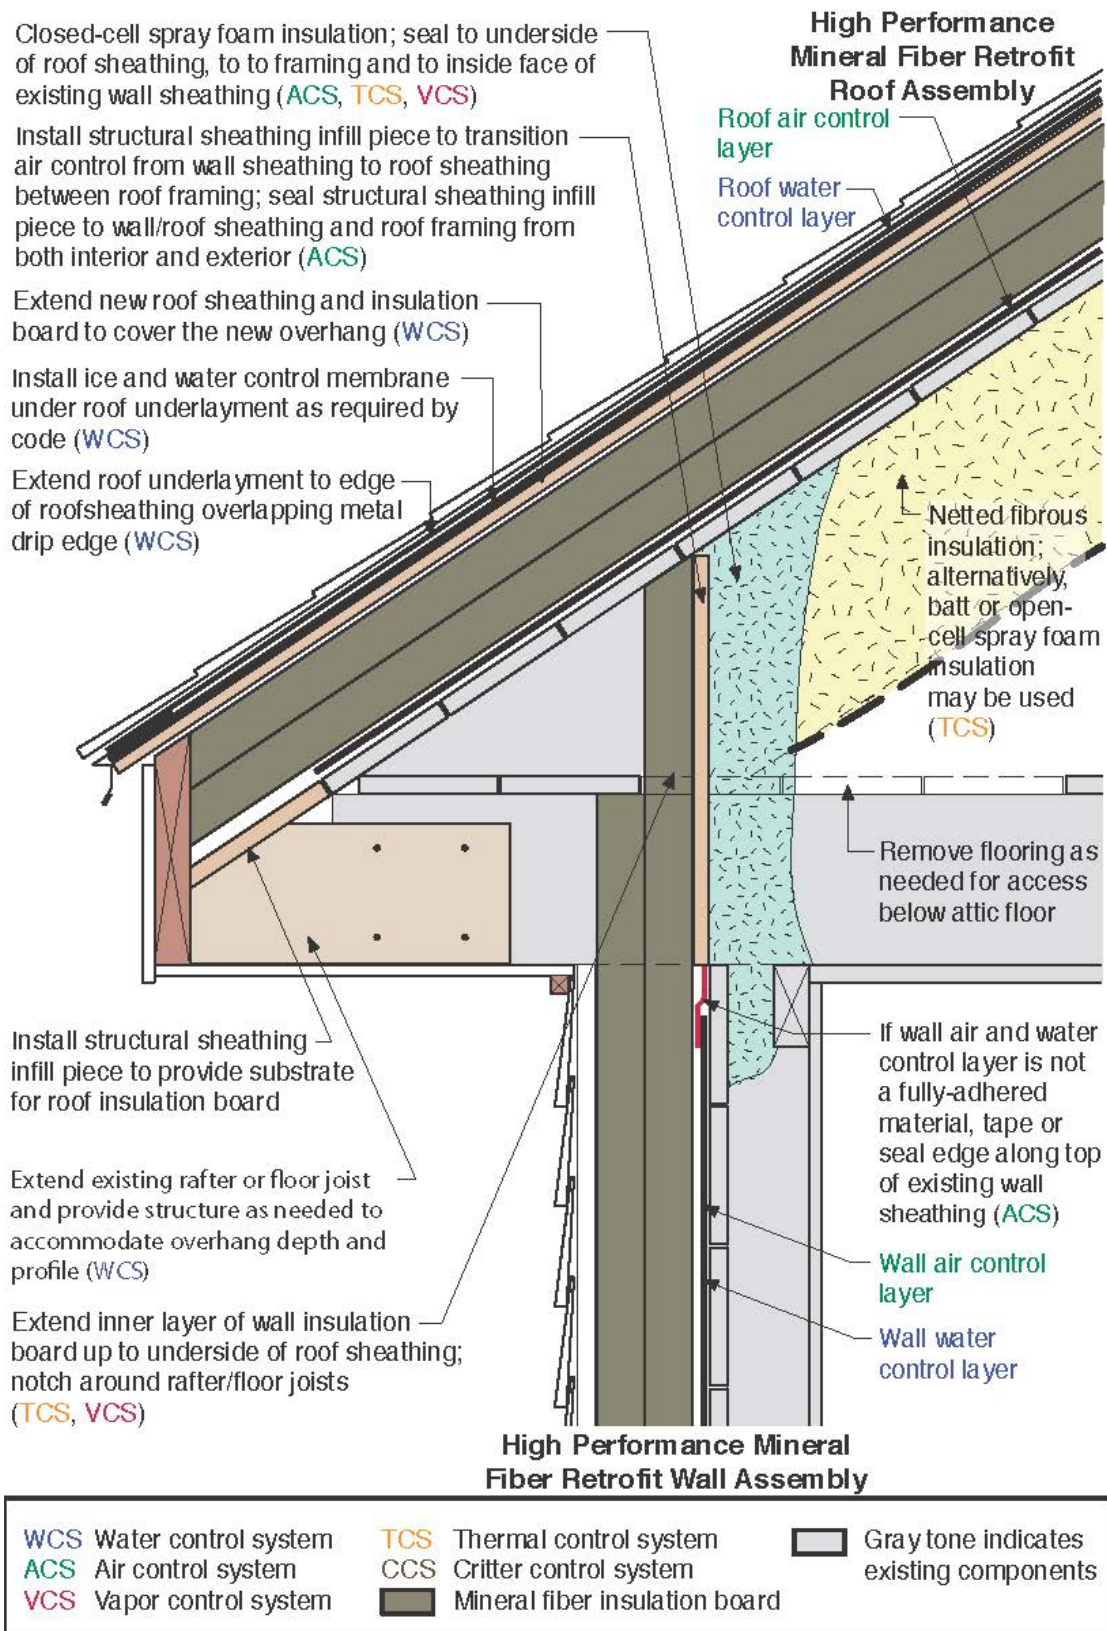 High Performance
Mineral Fiber Retrofit
Roof Assembly
Closed-cell spray foam insulation; seal to underside
of roof sheathing, to to framing and to inside face of
existing wall sheathing (ACS, TCS, VCS)
Install structural sheathing infill piece to transition
air control from wall sheathing to roof sheathing
between roof framing; seal structural sheathing infill
piece to wall/roof sheathing and roof framing from
both interior and exterior (ACS)
Extend new roof sheathing and insulation
board to cover the new overhang (WCS)
Install ice and water control membrane
under roof underlayment as required by
code (WCS)
Extend roof underlayment to edge
of roofsheathing overlapping metal
drip edge (WCS)
Roof air control
layer
Roof water
control layer
Netted fibrous
insulation;
alternatively,
batt or open-
cell spray foam
insulation
may be used
(TCS)
Remove flooring as
needed for access
below attic floor
Install structural sheathing
infill piece to provide substrate
for roof insulation board
Extend existing rafter or floor joist
and provide structure as needed to
accommodate overhang depth and
profile (WCS)
Extend inner layer of wall insulation
board up to underside of roof sheathing;
notch around rafter/floor joists
(TCS, VCS)
If wall air and water
control layer is not
a fully-adhered
material, tape or
seal edge along top
of existing wall
sheathing (ACS)
Wall air control
layer
Wall water
control layer
High Performance Mineral
Fiber Retrofit Wall Assembly
WCS Water control system
ACS Air control system
VCS Vapor control system
TCS Thermal control system
CCS Critter control system
Mineral fiber insulation board
Gray tone indicates
existing components